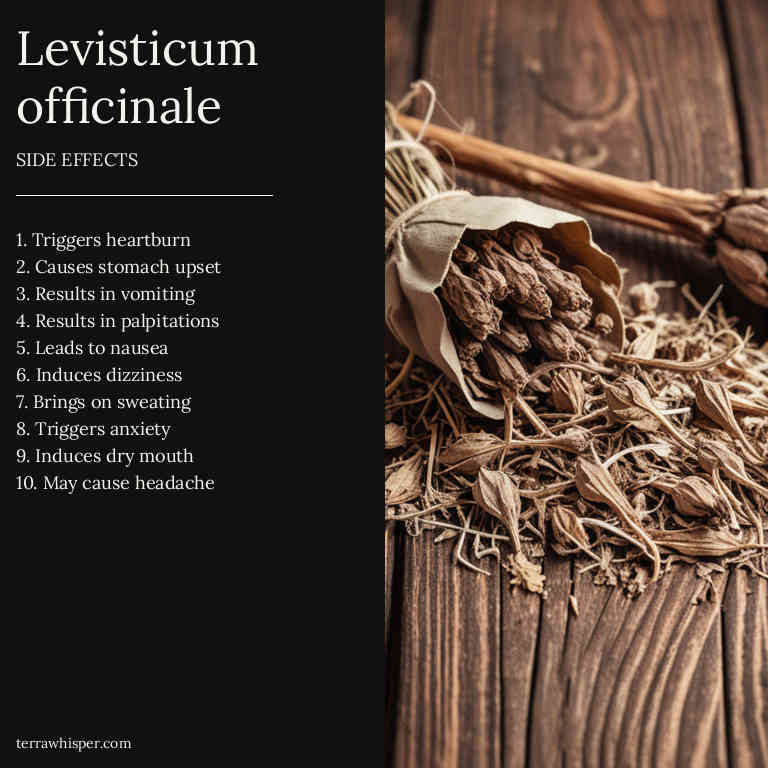 Levisticum
officinale
SIDE EFFECTS
1. Triggers heartburn
2. Causes stomach upset
3. Results in vomiting
4. Results in palpitations
5. Leads to nausea
6. Induces dizziness
7. Brings on sweating
8. Triggers anxiety
9. Induces dry mouth
10. May cause headache
terrawhisper.com